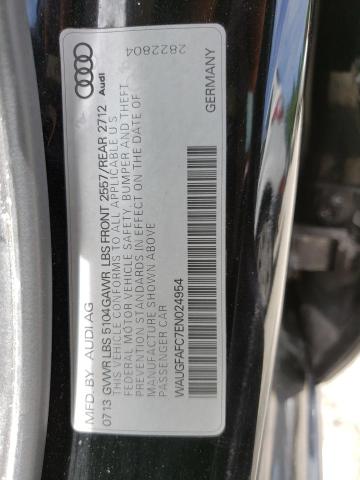 MFD. BY AUDI AG
0713 GVWR LBS 5104GAWR LBS FRONT 2557/REAR 2712
THIS VEHICLE CONFORMS TO ALL APPLICABLE U.S.
FEDERAL MOTOR VEHICLE SAFETY, BUMPER AND THEFT
PREVENTION STANDARDS IN EFFECT ON THE DATE OF
MANUFACTURE SHOWN ABOVE
PASSENGER CAR
WAUGFAFC7EN024954
GERMANY
Audi
2822804